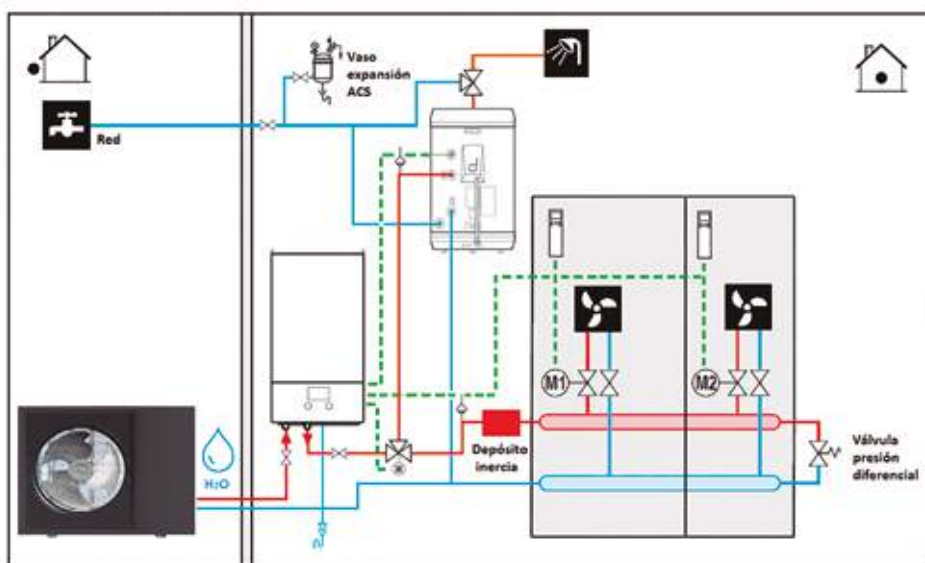 Vaso
expansión
ACS
Red
M1
M2
Depósito
inercia
Válvula
presión
diferencial
H₂O